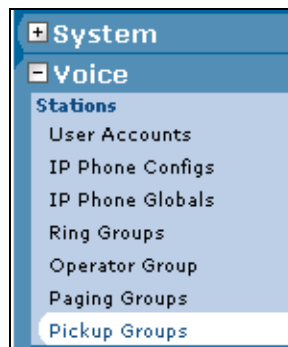 System
Voice
Stations
User Accounts
IP Phone Configs
IP Phone Globals
Ring Groups
Operator Group
Paging Groups
Pickup Groups